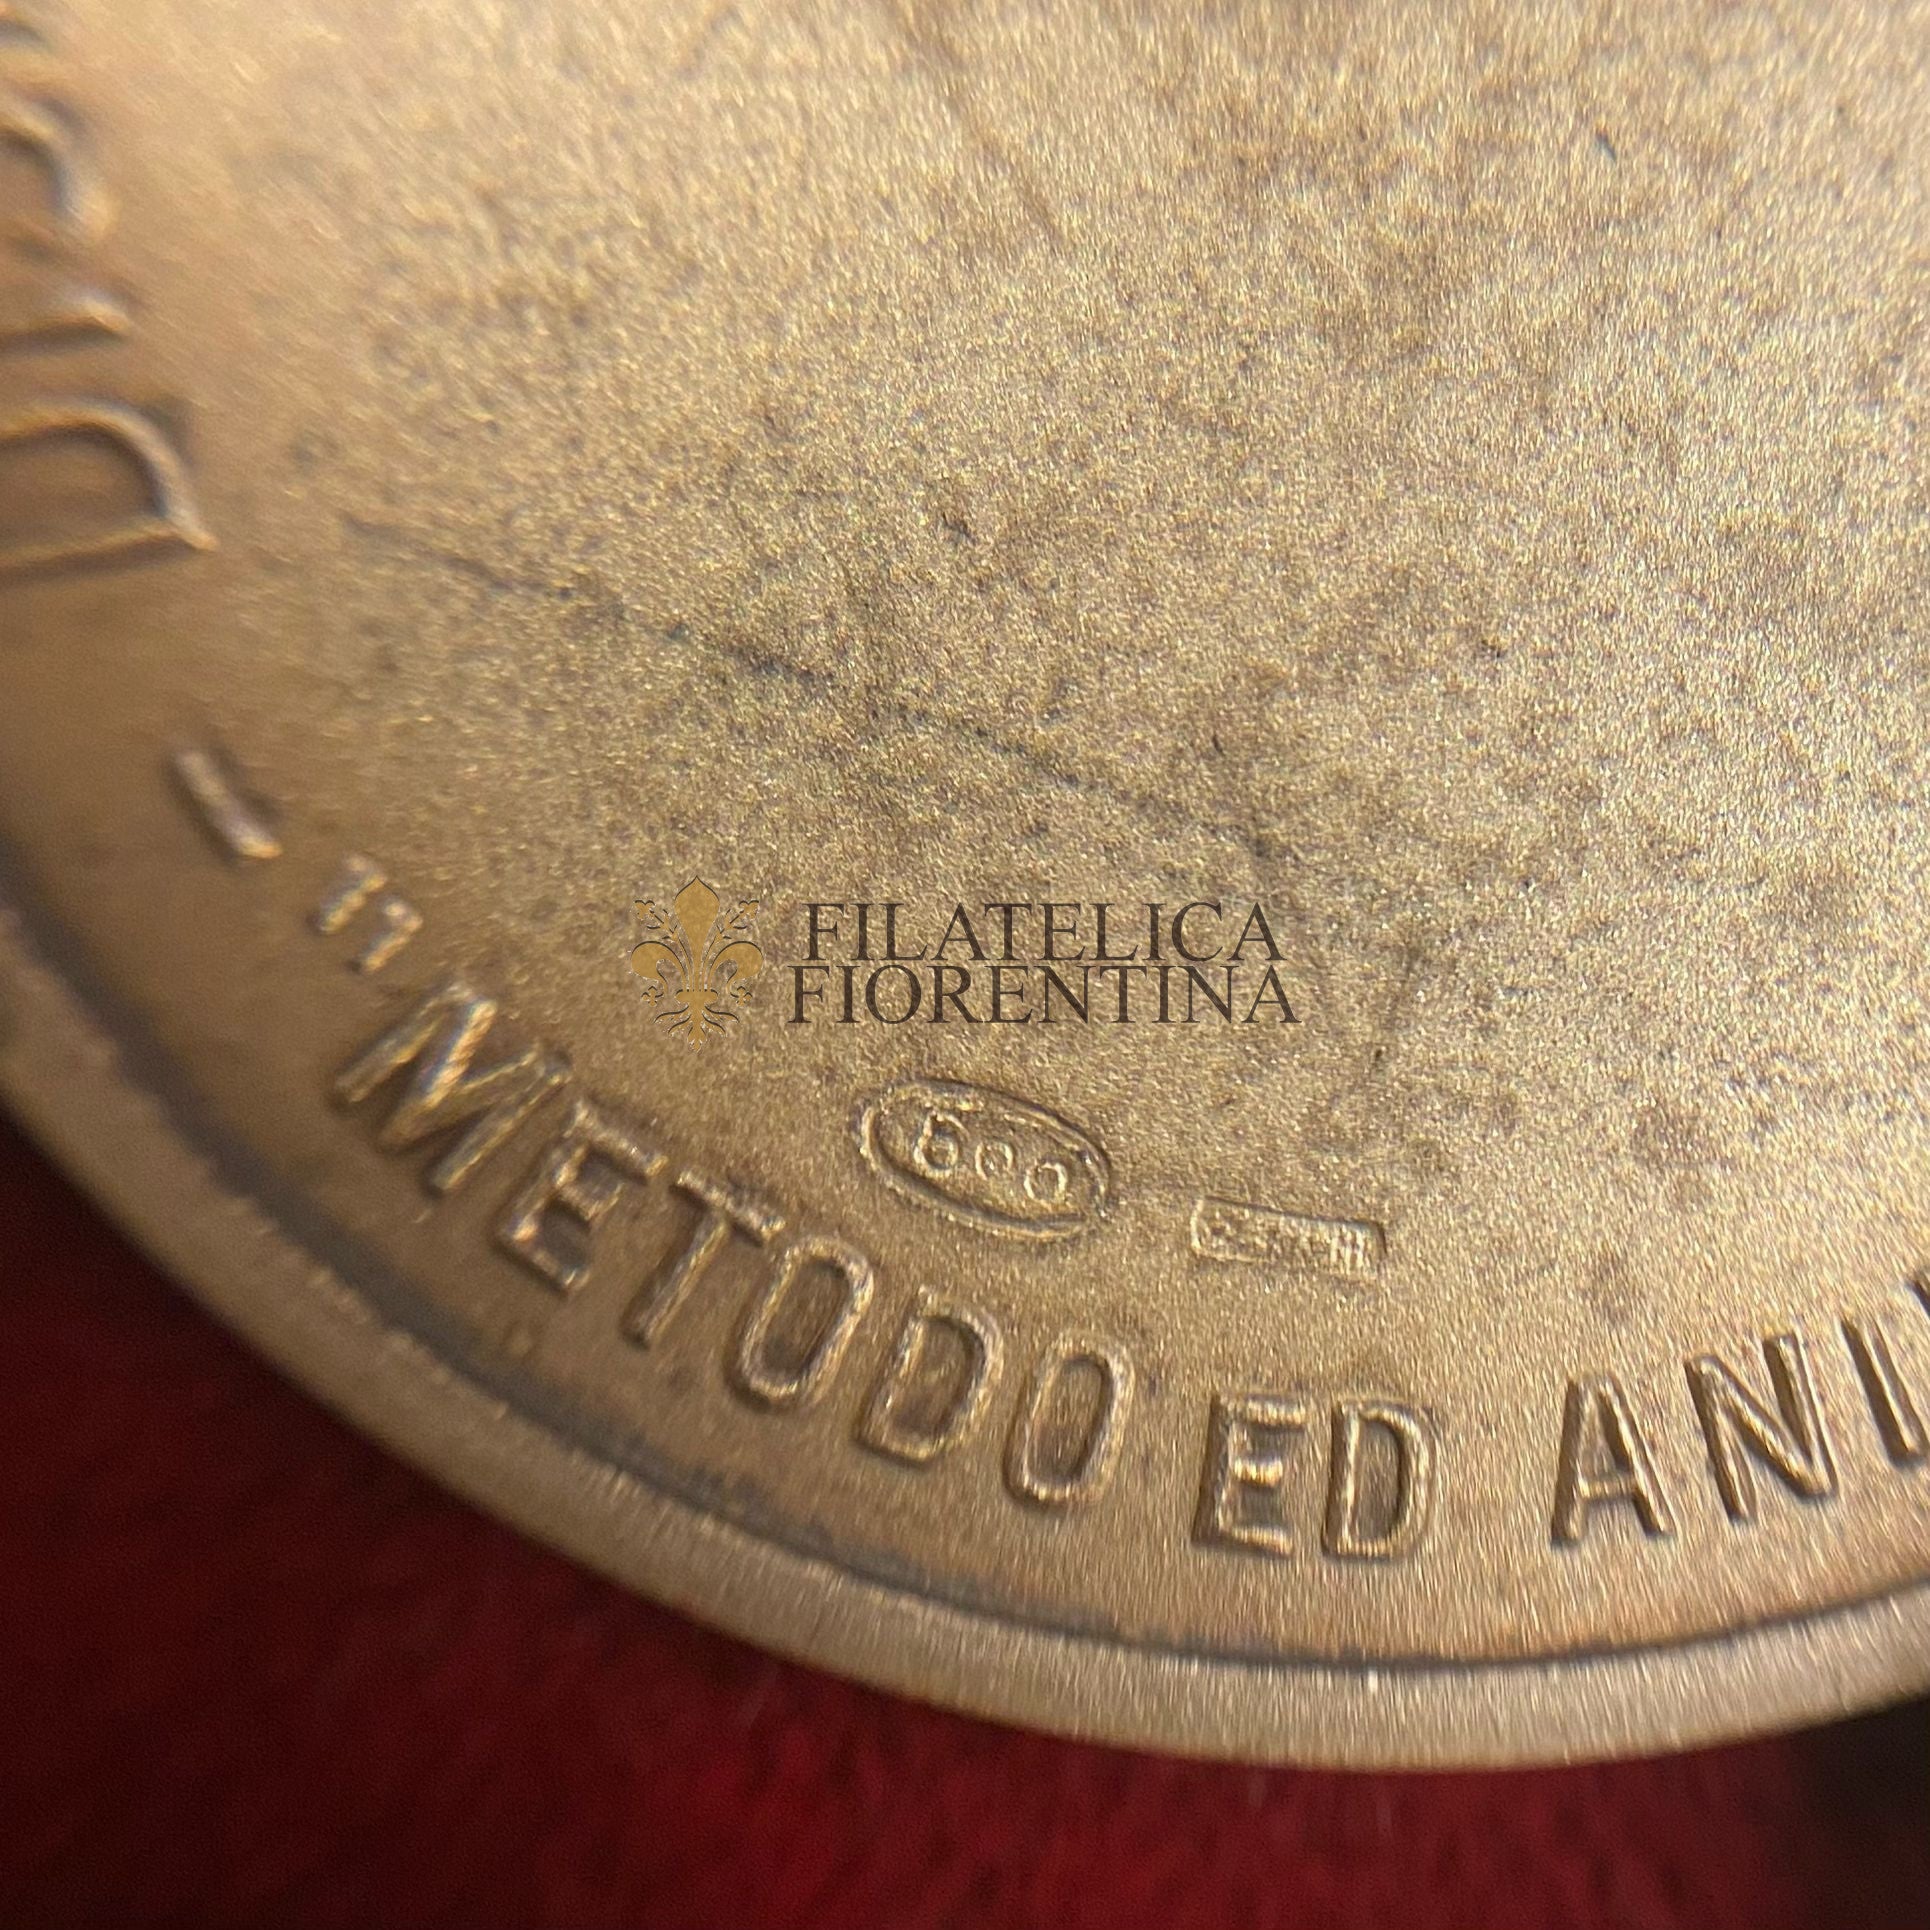 FILATELICA
FIORENTINA
800
- "METODO ED ANI